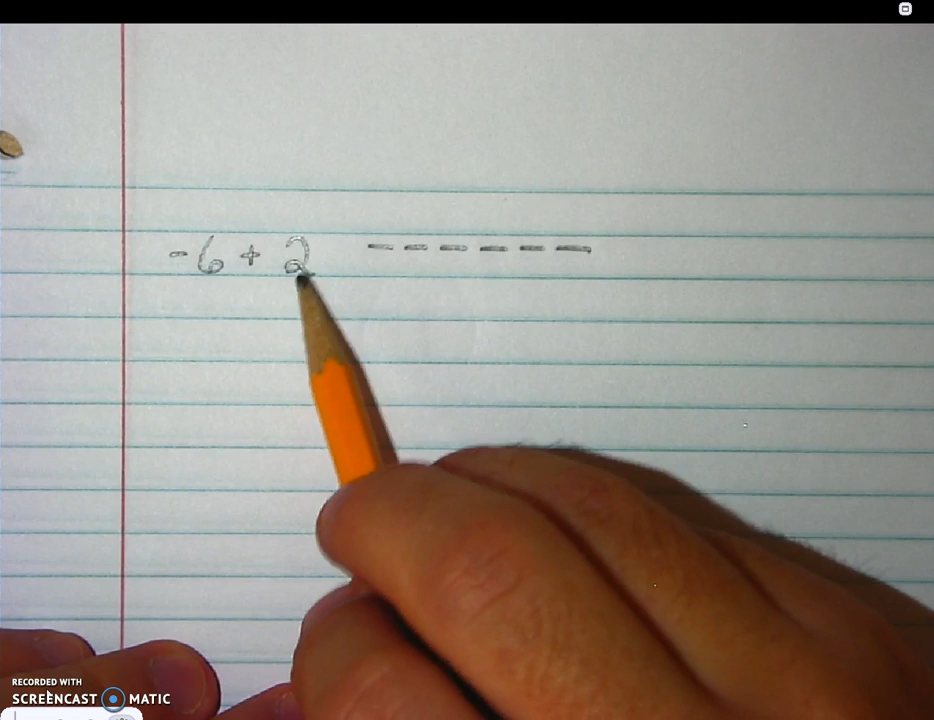 -6 + 2 − − − − − −
RECORDED WITH
SCREENCAST MATIC